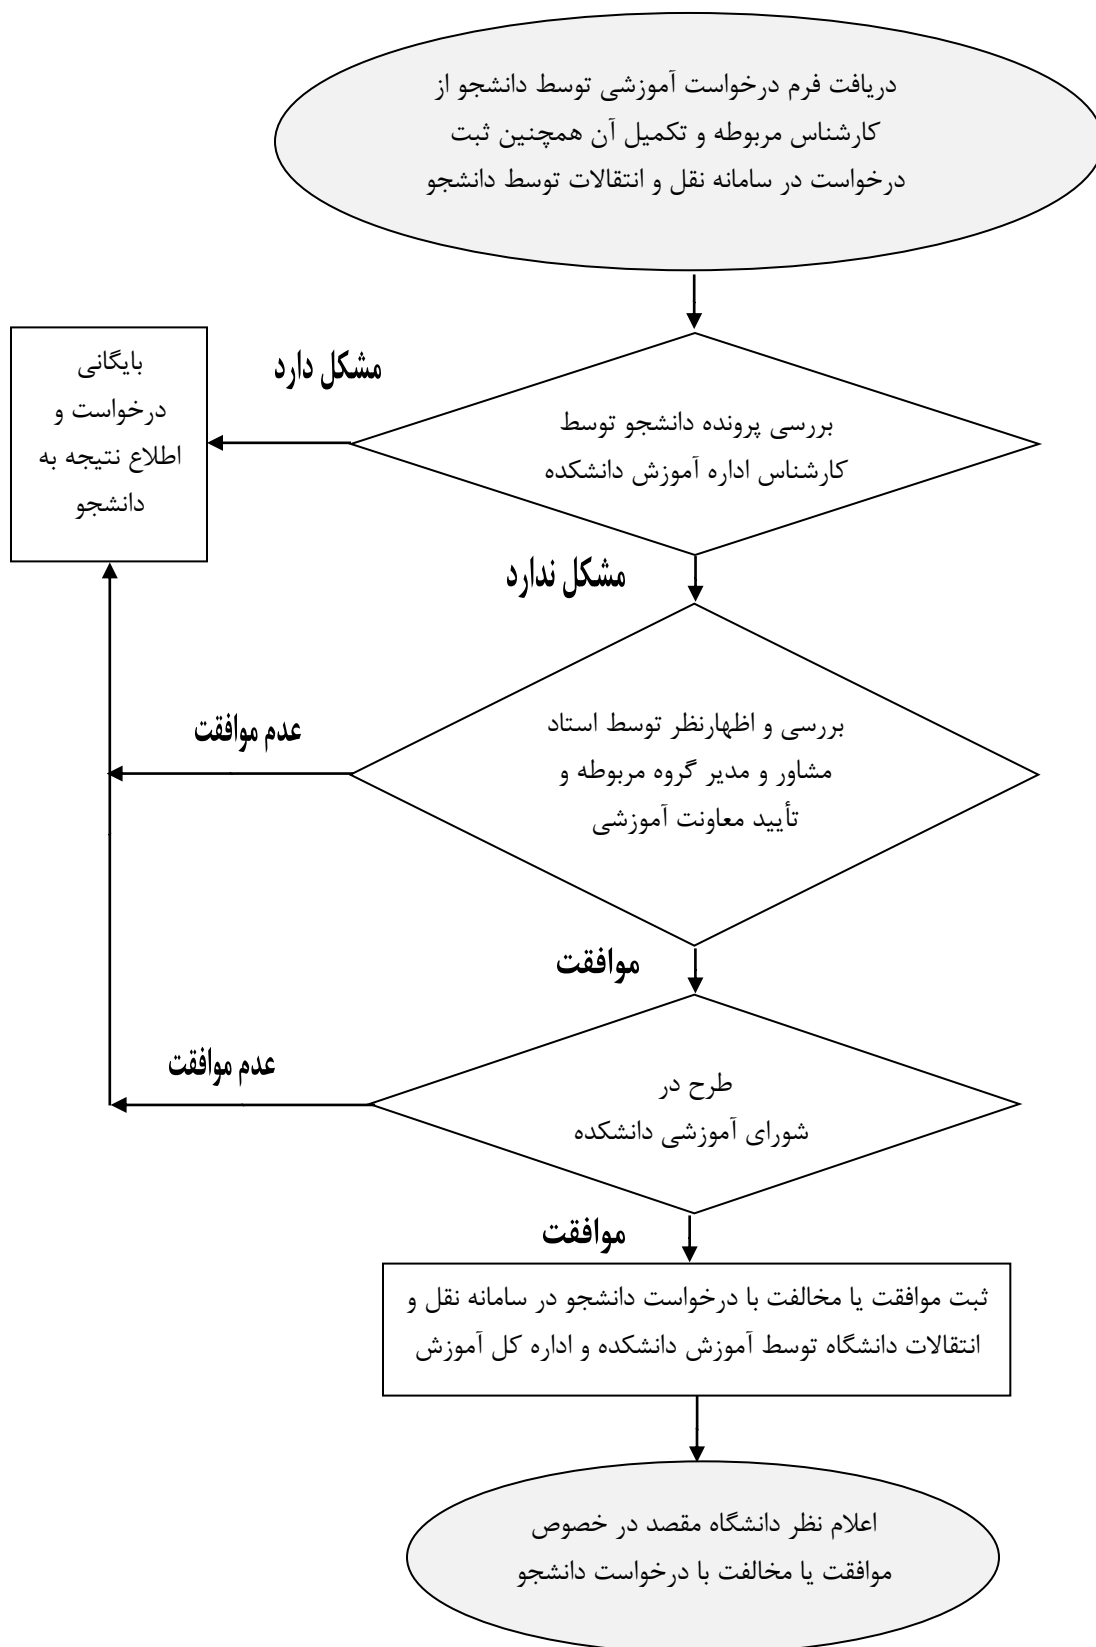 دریافت فرم درخواست آموزشی توسط دانشجو از
کارشناس مربوطه و تکمیل آن همچنین ثبت
درخواست در سامانه نقل و انتقالات توسط دانشجو
مشکل دارد
بایگانی
درخواست و
اطلاع نتیجه به
دانشجو
بررسی پرونده دانشجو توسط
کارشناس اداره آموزش دانشکده
مشکل ندارد
بررسی و اظهارنظر توسط استاد
مشاور و مدیر گروه مربوطه و
تأیید معاونت آموزشی
عدم موافقت
موافقت
طرح در
شورای آموزشی دانشکده
عدم موافقت
موافقت
ثبت موافقت یا مخالفت با درخواست دانشجو در سامانه نقل و
انتقالات دانشگاه توسط آموزش دانشکده و اداره کل آموزش
اعلام نظر دانشگاه مقصد در خصوص
موافقت یا مخالفت با درخواست دانشجو